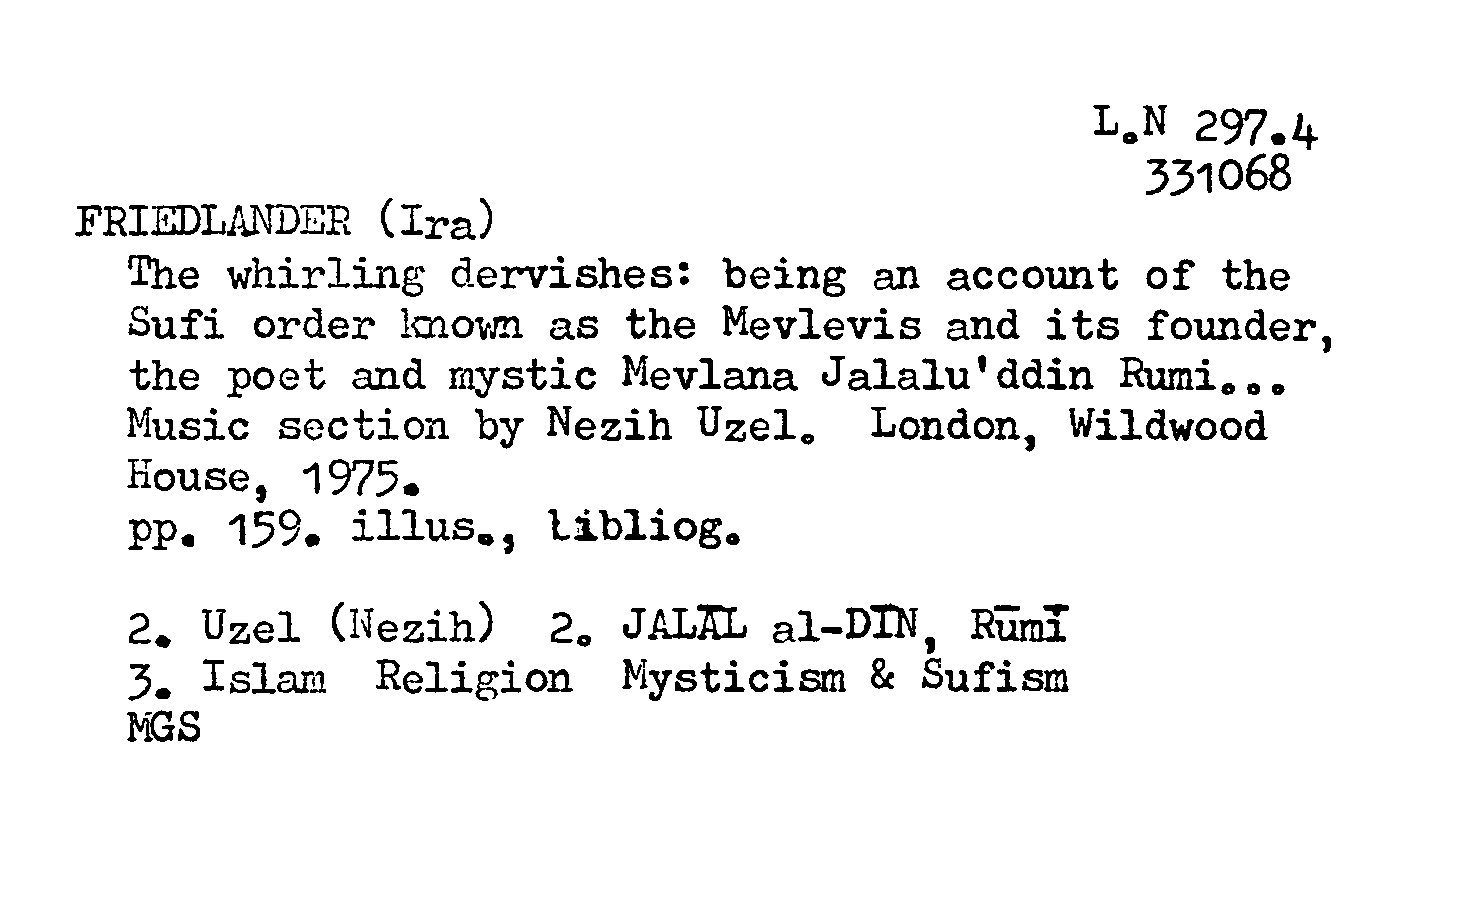 L.N 297.4
331068
FRIEDLANDER (Ira)
The whirling dervishes: being an account of the
Sufi order known as the Mevlevis and its founder,
the poet and mystic Mevlana Jalalu'ddin Rumi...
Music section by Nezih Uzel. London, Wildwood
House, 1975.
pp. 159. illus., bibliog.
2. Uzel (Nezih) 2. JALĀL al-DĪN, Rūmī
3. Islam Religion Mysticism & Sufism
MGS